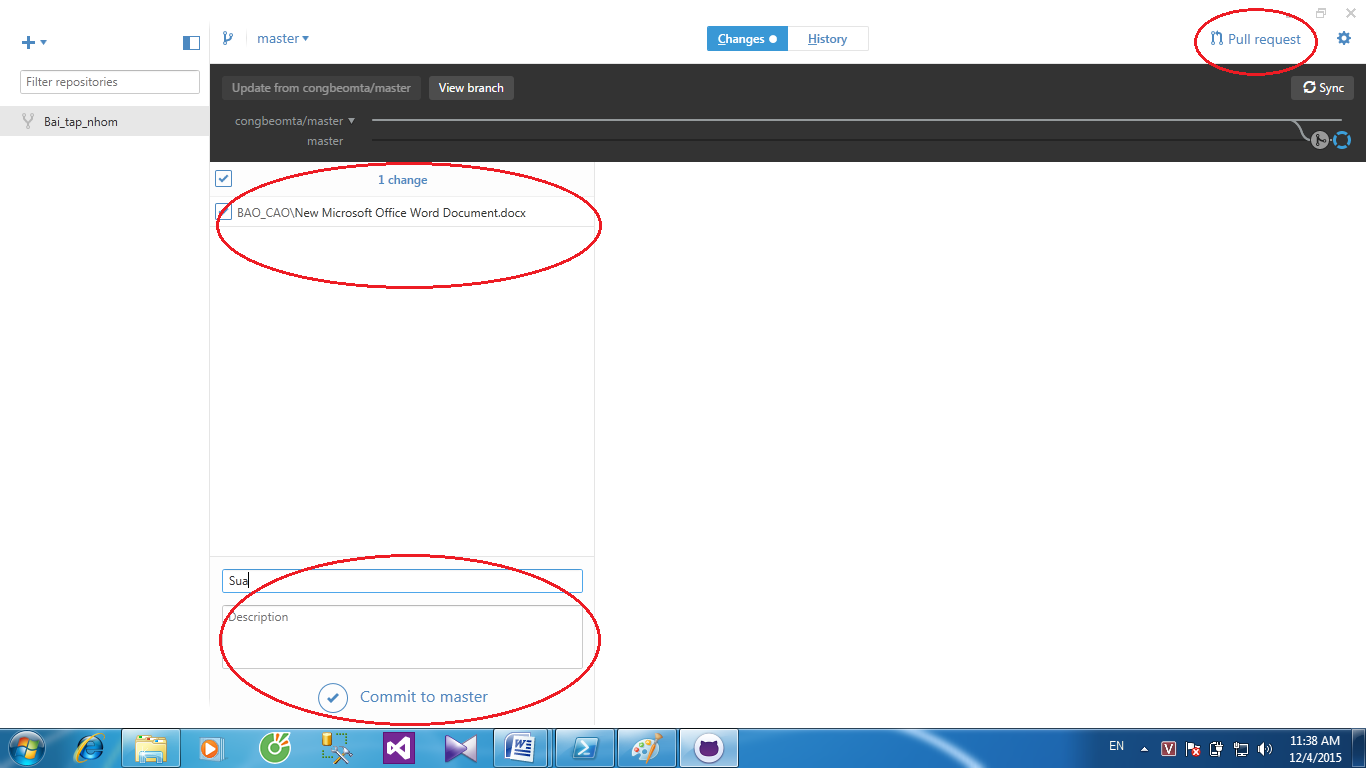 master
Changes
History
Pull request
Filter repositories
Bai_tap_nhom
Update from congbeomta/master
View branch
Sync
congbeomta/master
master
1 change
BAO_CAO\New Microsoft Office Word Document.docx
Sua
Description
Commit to master
EN
V
11:38 AM
12/4/2015